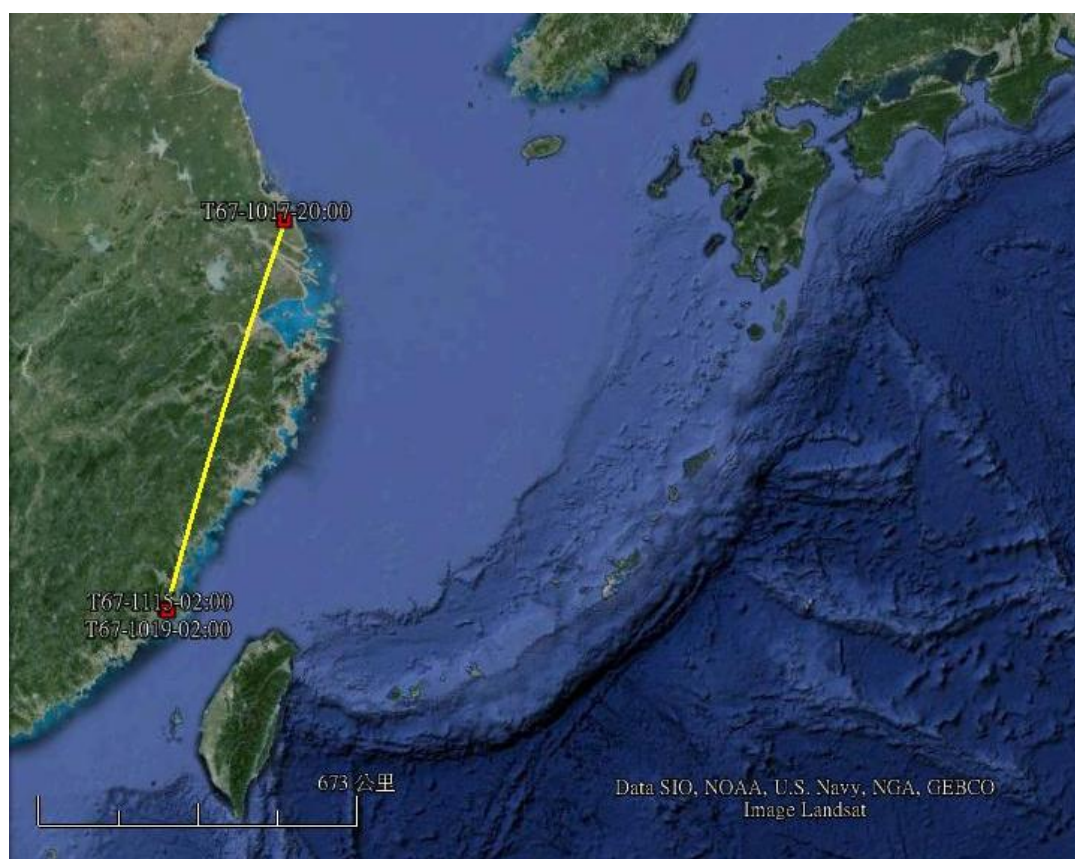 T67-1017-20:00
T67-1115-02:00
T67-1019-02:00
673 公里
Data SIO, NOAA, U.S. Navy, NGA, GEBCO
Image Landsat